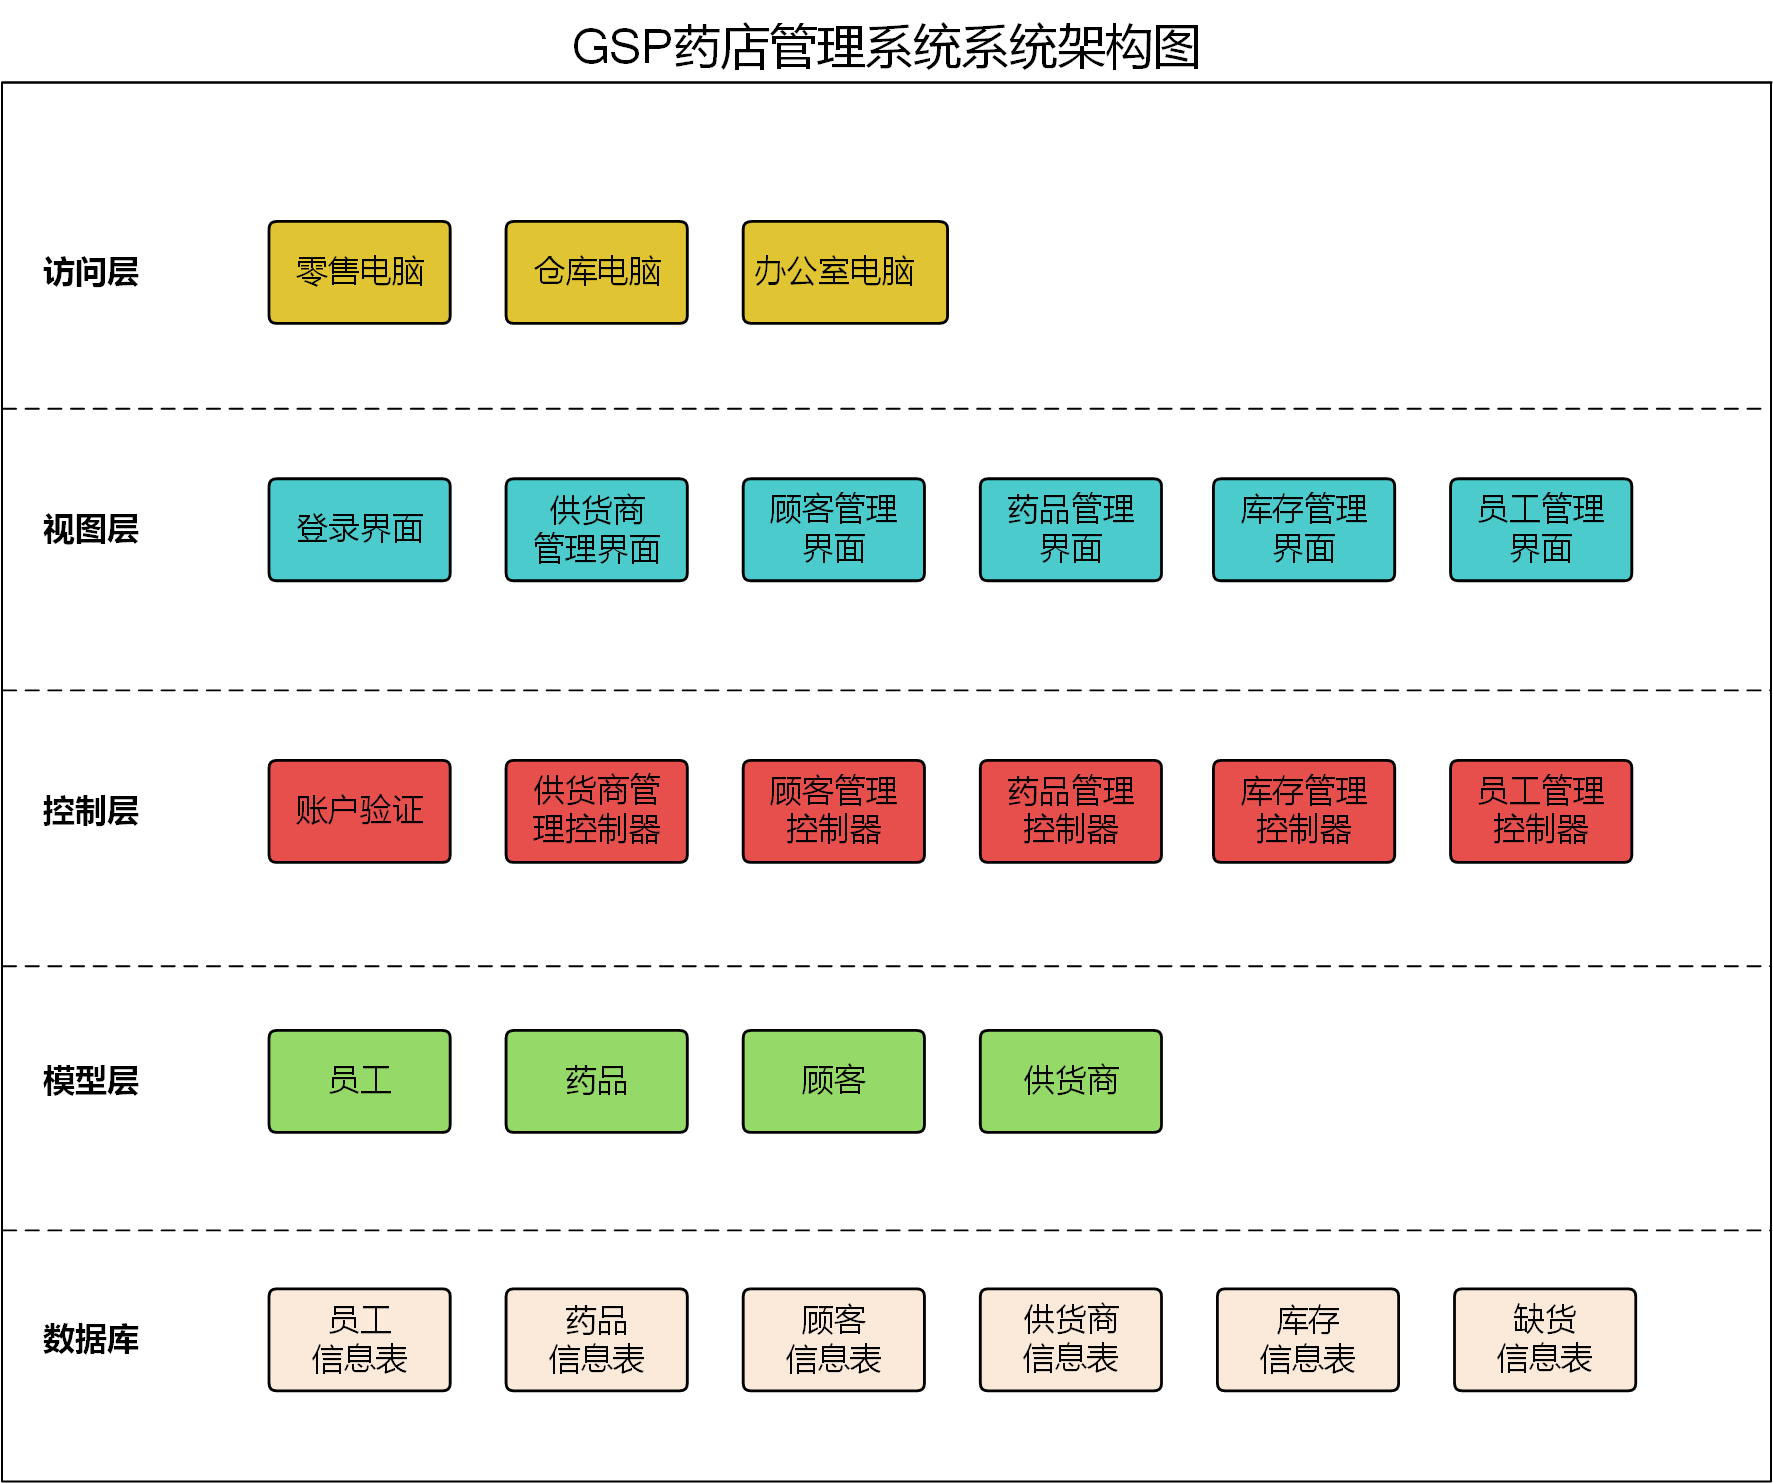 GSP药店管理系统系统架构图
访问层
零售电脑
仓库电脑
办公室电脑
视图层
登录界面
供货商
管理界面
顾客管理
界面
药品管理
界面
库存管理
界面
员工管理
界面
控制层
账户验证
供货商管
理控制器
顾客管理
控制器
药品管理
控制器
库存管理
控制器
员工管理
控制器
模型层
员工
药品
顾客
供货商
数据库
员工
信息表
药品
信息表
顾客
信息表
供货商
信息表
库存
信息表
缺货
信息表